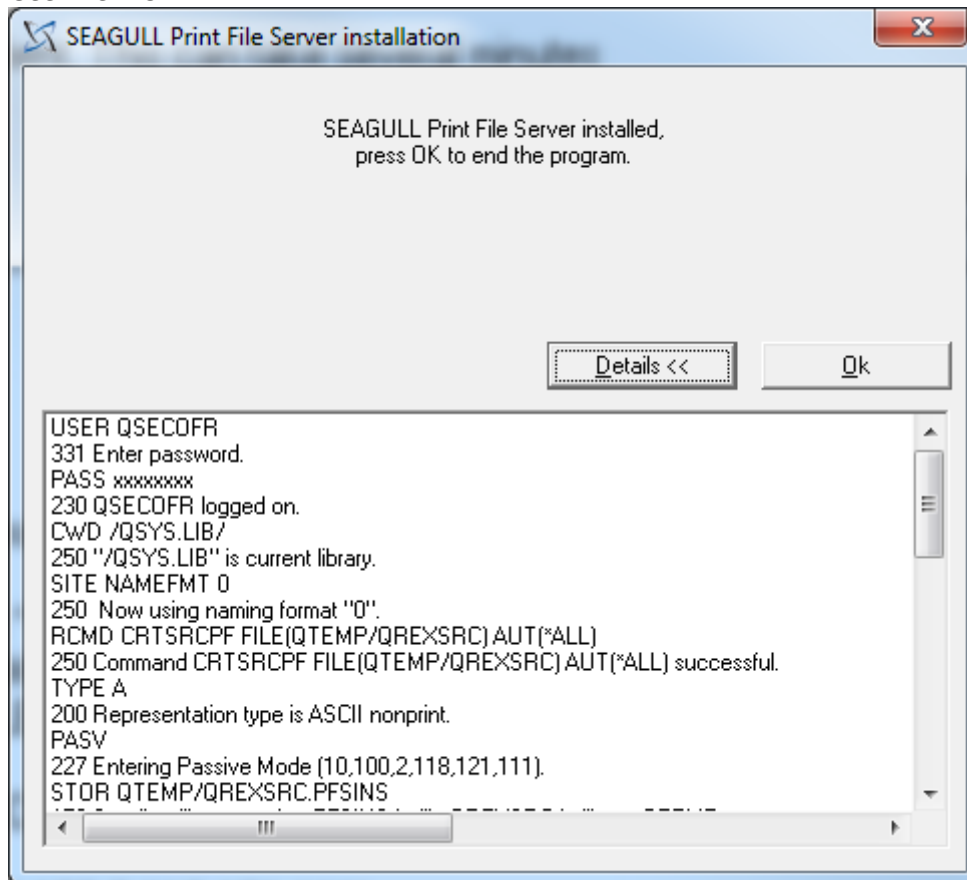 SEAGULL Print File Server installation
SEAGULL Print File Server installed,
press OK to end the program.
Details <<
Ok
USER QSECOFR
331 Enter password.
PASS xxxxxxxx
230 QSECOFR logged on.
CWD /QSYS.LIB/
250 "/QSYS.LIB" is current library.
SITE NAMEFMT 0
250  Now using naming format "0".
RCMD CRTSRCPF FILE(QTEMP/QREXSRC) AUT(*ALL)
250 Command CRTSRCPF FILE(QTEMP/QREXSRC) AUT(*ALL) successful.
TYPE A
200 Representation type is ASCII nonprint.
PASV
227 Entering Passive Mode (10,100,2,118,121,111).
STOR QTEMP/QREXSRC.PFSINS